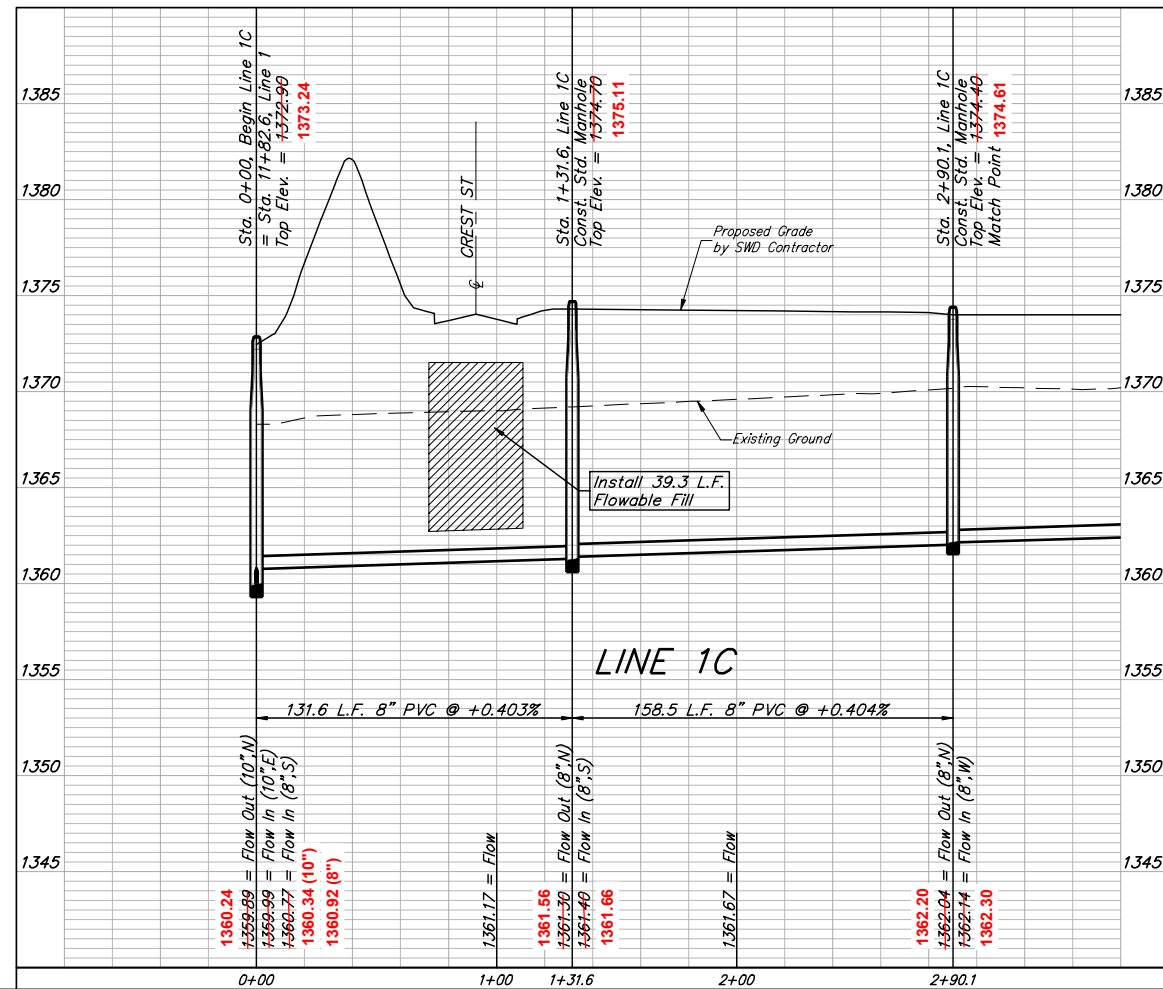 1385
1380
1375
1370
1365
1360
1355
1350
1345
Sta. 0+00, Begin Line 1C
= Sta. 11+82.6, Line 1
Top Elev. = 1372.90
1373.24
CREST ST
℄
Sta. 1+31.6, Line 1C
Const. Std. Manhole
Top Elev. = 1374.70
1375.11
Sta. 2+90.1, Line 1C
Const. Std. Manhole
Top Elev. = 1374.40
Match Point
1374.61
Proposed Grade
by SWD Contractor
Existing Ground
Install 39.3 L.F.
Flowable Fill
LINE 1C
131.6 L.F. 8" PVC @ +0.403%
158.5 L.F. 8" PVC @ +0.404%
1360.24
1359.89 = Flow Out (10",N)
1359.99 = Flow In (10",E)
1360.77 = Flow In (8",S)
1360.34 (10")
1360.92 (8")
1361.17 = Flow
1361.56
1361.30 = Flow Out (8",N)
1361.40 = Flow In (8",S)
1361.66
1361.67 = Flow
1362.20
1362.04 = Flow Out (8",N)
1362.14 = Flow In (8",W)
1362.30
1385
1380
1375
1370
1365
1360
1355
1350
1345
0+00
1+00
1+31.6
2+00
2+90.1